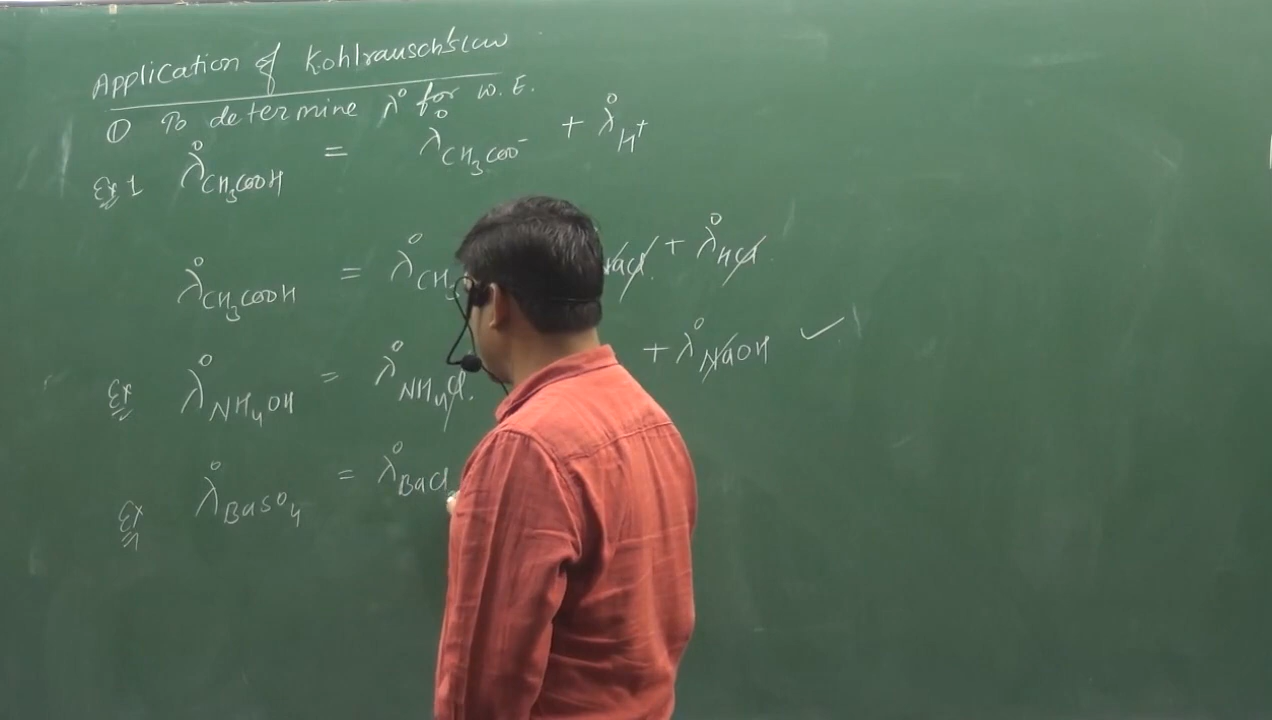 Application of Kohlrausch's law
① To determine λ° for W.E.
Ex 1 λ°CH₃COOH = λ°CH₃COO⁻ + λ°H⁺
λ°CH₃COOH = λ°CH₃ NaCl + λ°HCl
Ex λ°NH₄OH = λ°NH₄Cl + λ°NaOH ✓
Ex λ°BaSO₄ = λ°BaCl